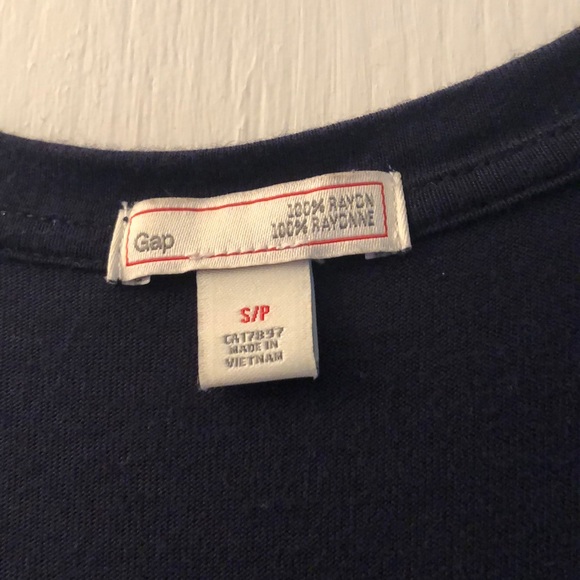 Gap
100% RAYON
100% RAYONNE
S/P
CA17897
MADE IN
VIETNAM